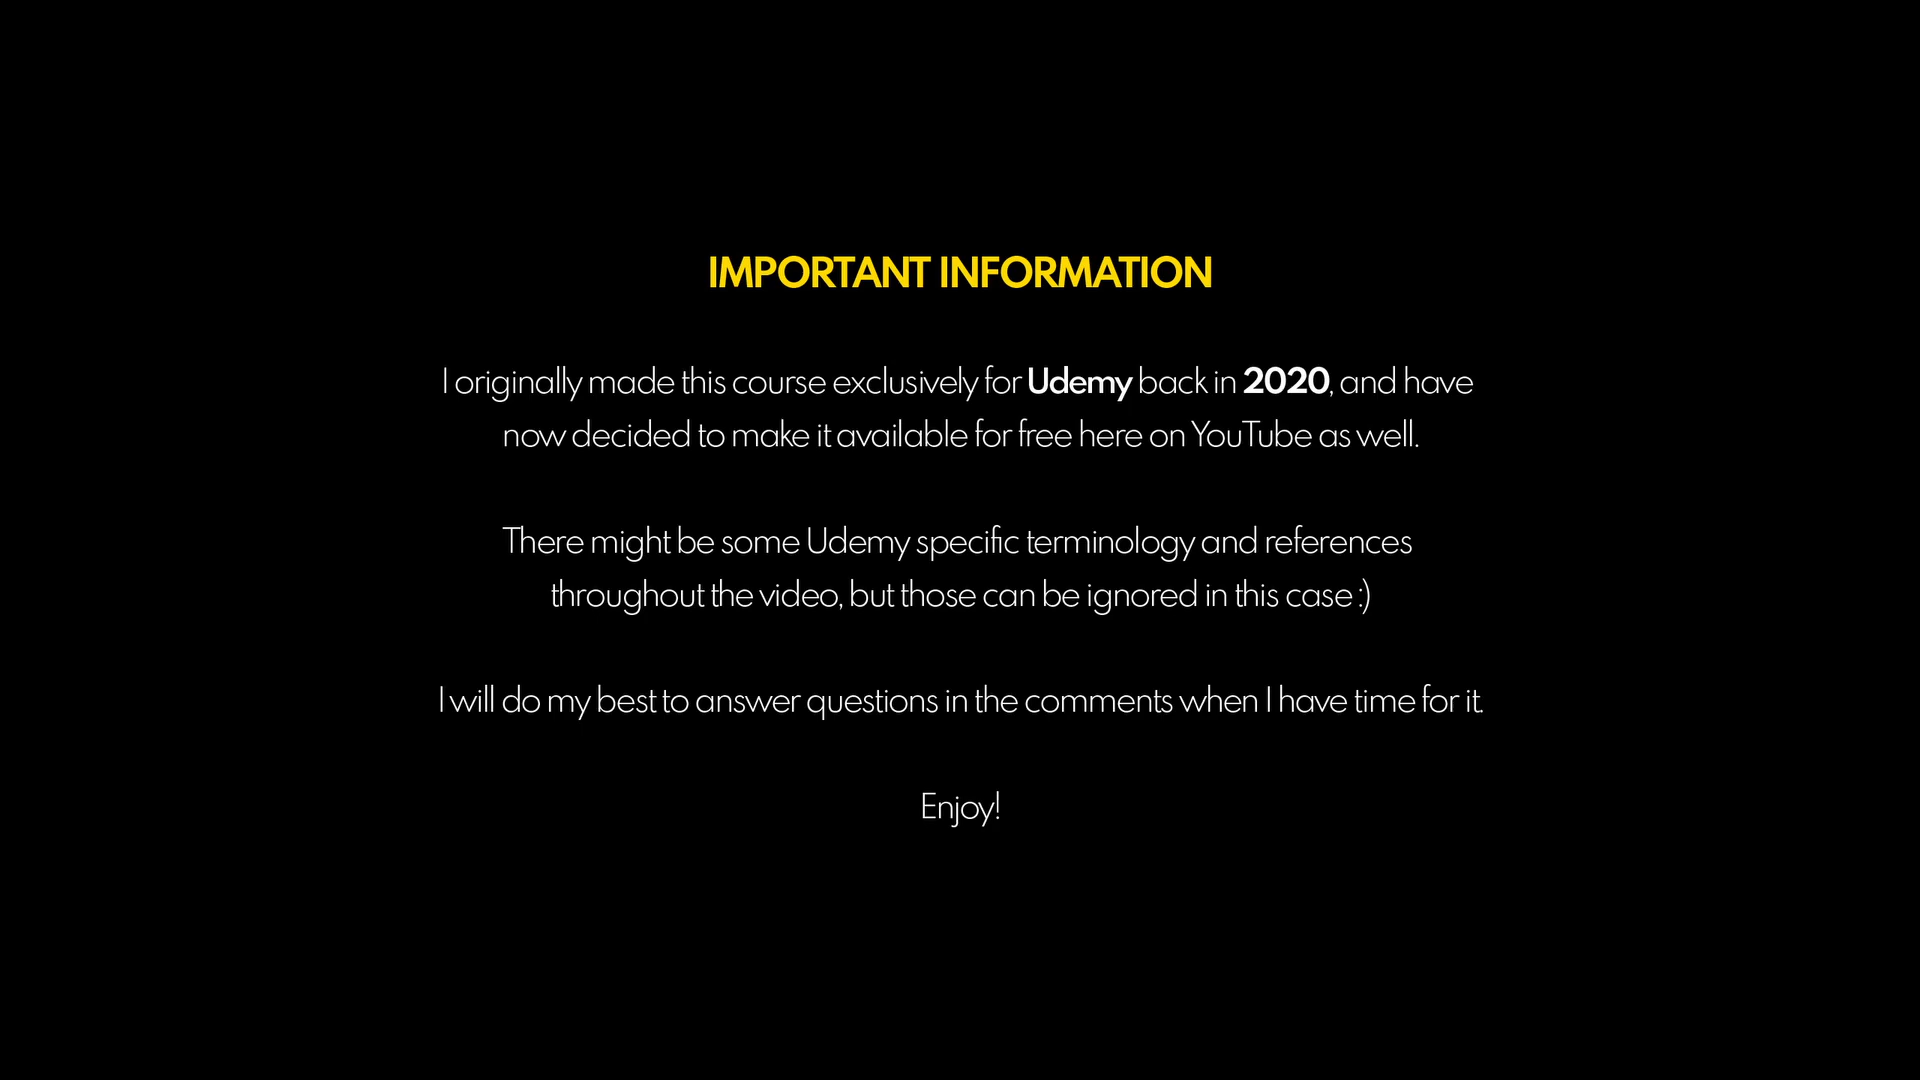 IMPORTANT INFORMATION
I originally made this course exclusively for Udemy back in 2020, and have
now decided to make it available for free here on YouTube as well.
There might be some Udemy specific terminology and references
throughout the video, but those can be ignored in this case :)
I will do my best to answer questions in the comments when I have time for it.
Enjoy!